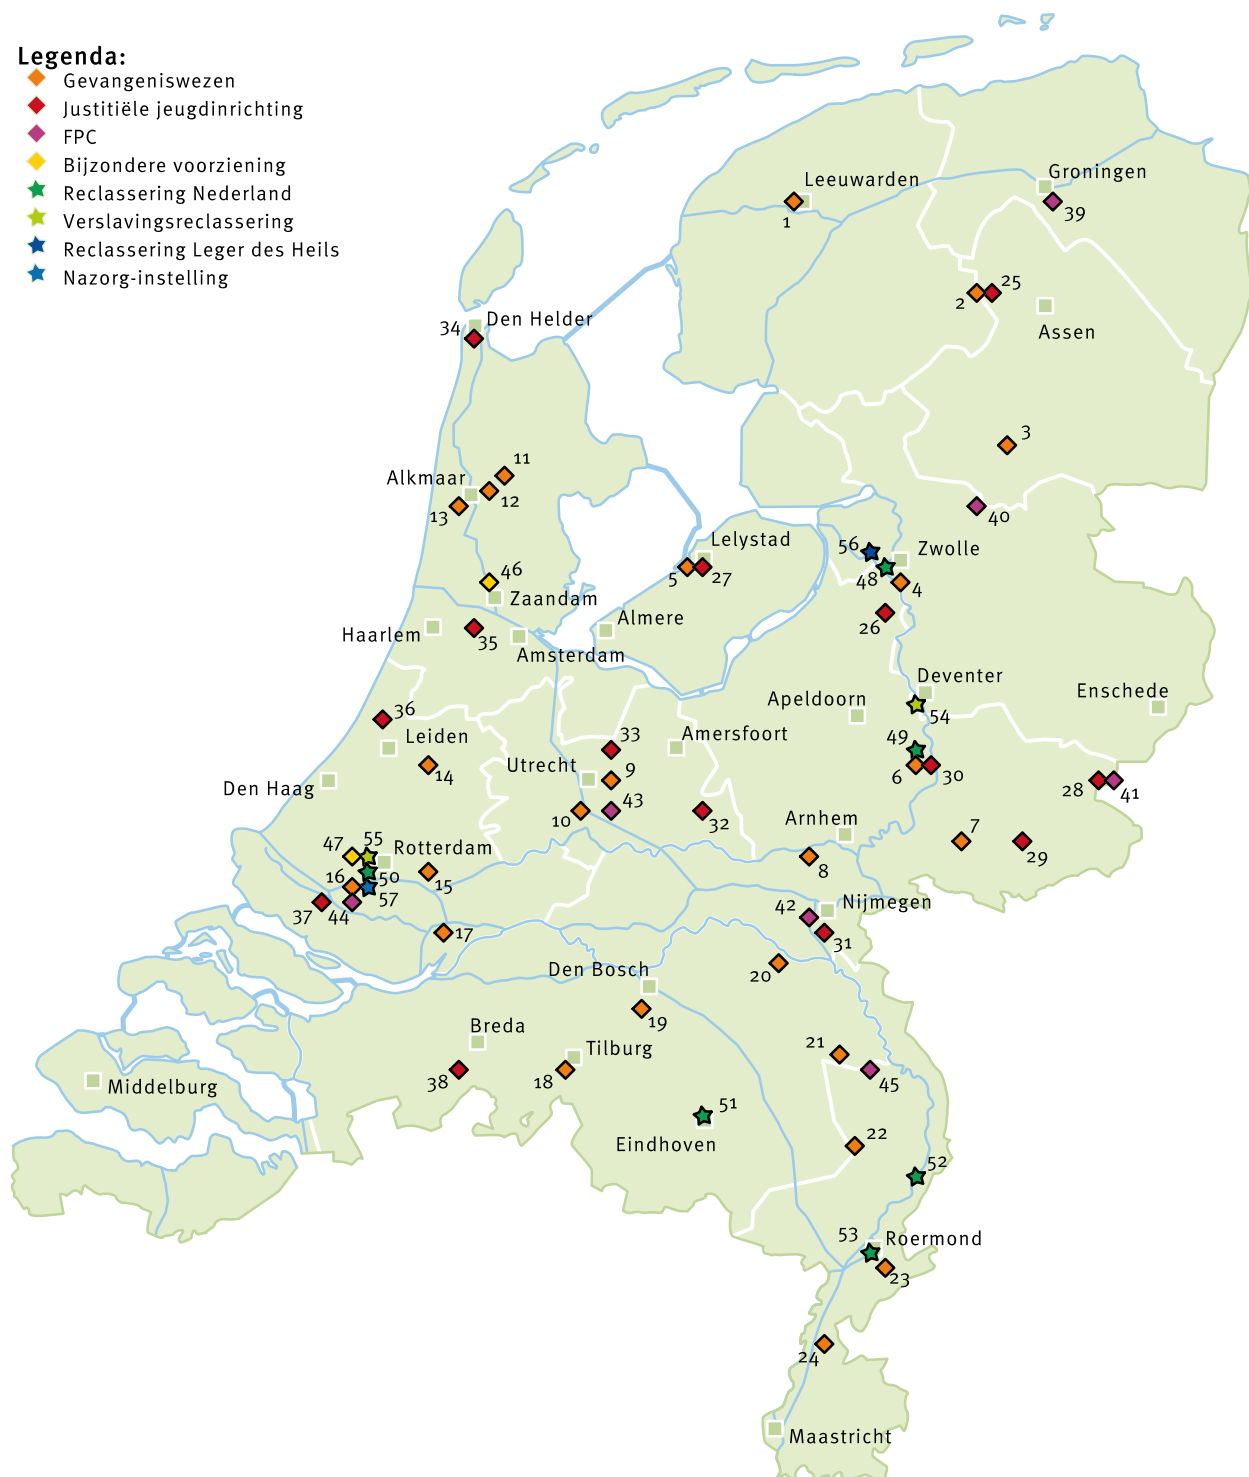 Legenda:
Gevangeniswezen
Justitiële jeugdinrichting
FPC
Bijzondere voorziening
Reclassering Nederland
Verslavingsreclassering
Reclassering Leger des Heils
Nazorg-instelling
Leeuwarden
1
Groningen
39
2
25
Assen
34
Den Helder
3
11
Alkmaar
12
13
40
56
Zwolle
48
4
26
Lelystad
5
27
46
Zaandam
Almere
Haarlem
35
Amsterdam
Deventer
54
Apeldoorn
Enschede
36
Leiden
14
33
Amersfoort
49
6
30
Utrecht
9
Den Haag
28
41
10
43
32
Arnhem
7
29
8
47
55
Rotterdam
16
50
15
57
37
44
42
Nijmegen
31
17
20
Den Bosch
19
Breda
Tilburg
21
38
18
45
Middelburg
51
Eindhoven
22
52
53
Roermond
23
24
Maastricht